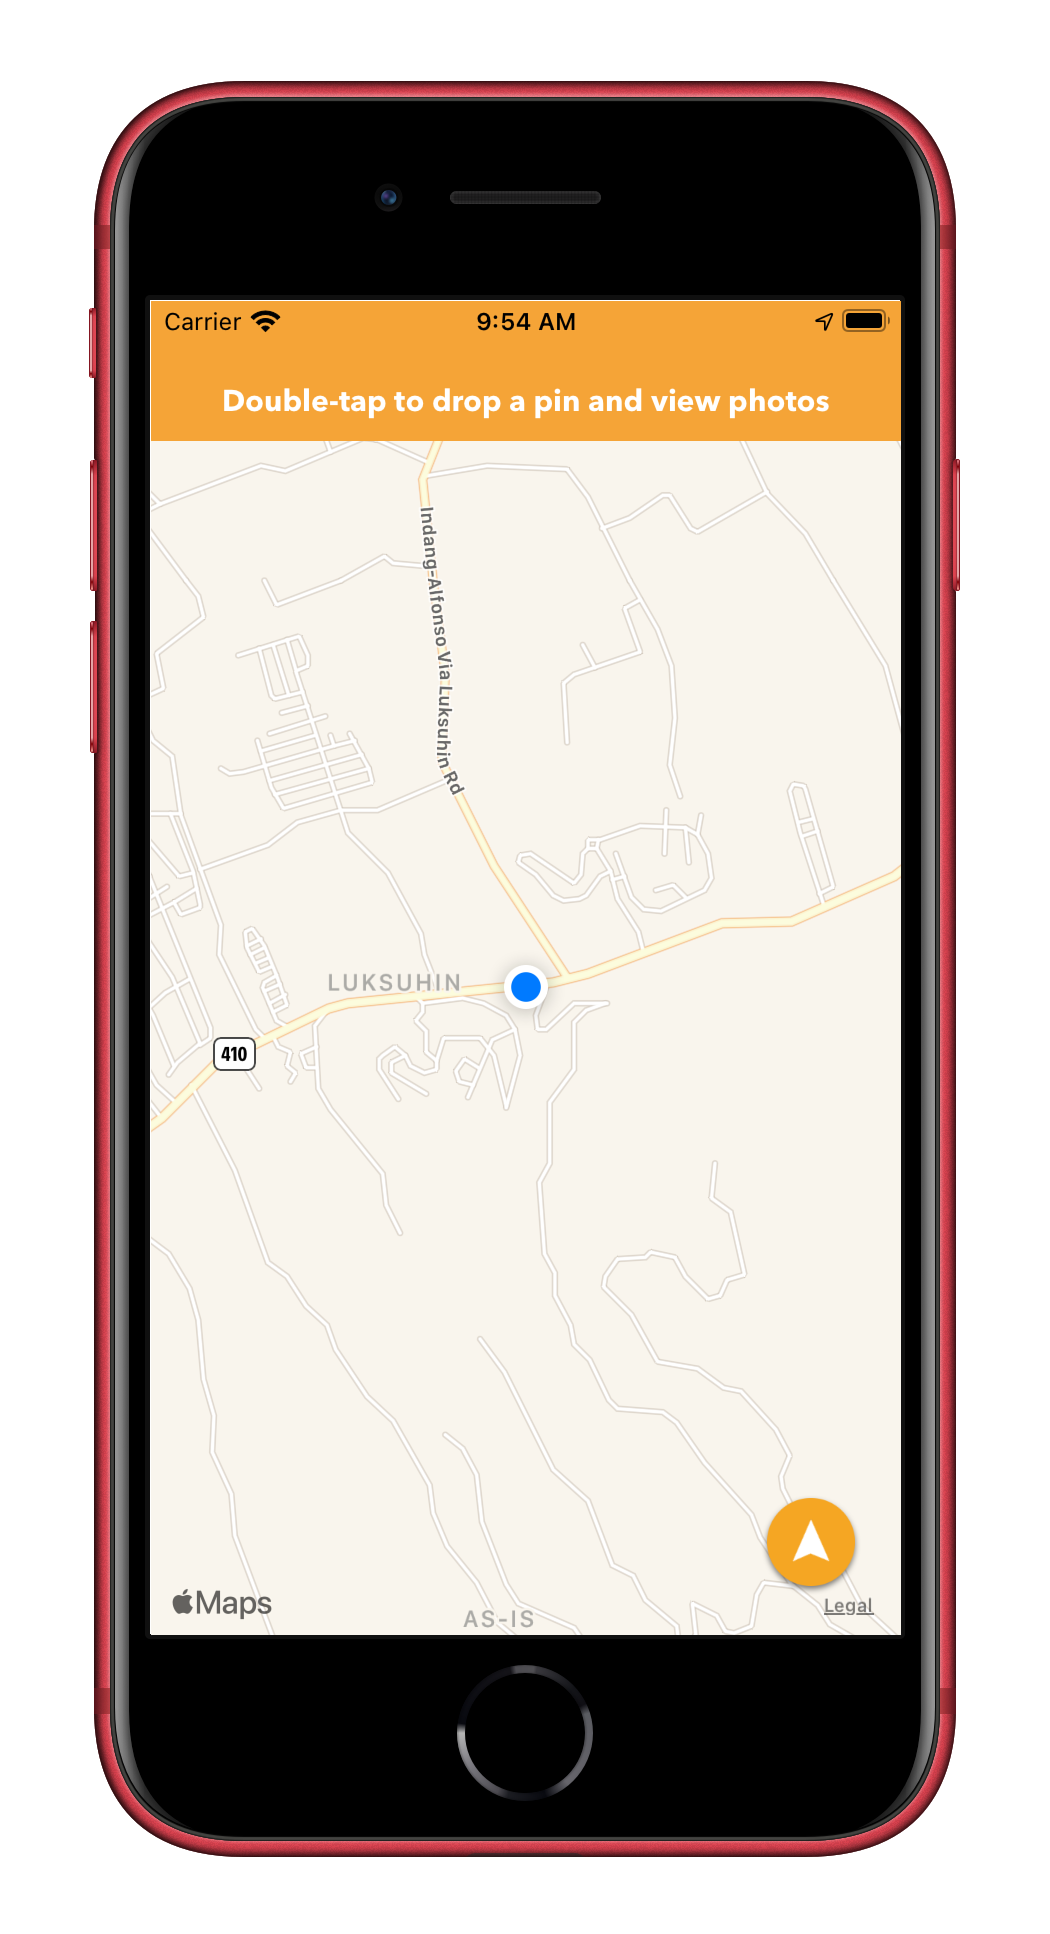 Carrier
9:54 AM
Double-tap to drop a pin and view photos
Indang-Alfonso Via Luksuhin Rd
LUKSUHIN
410
Maps
AS-IS
Legal